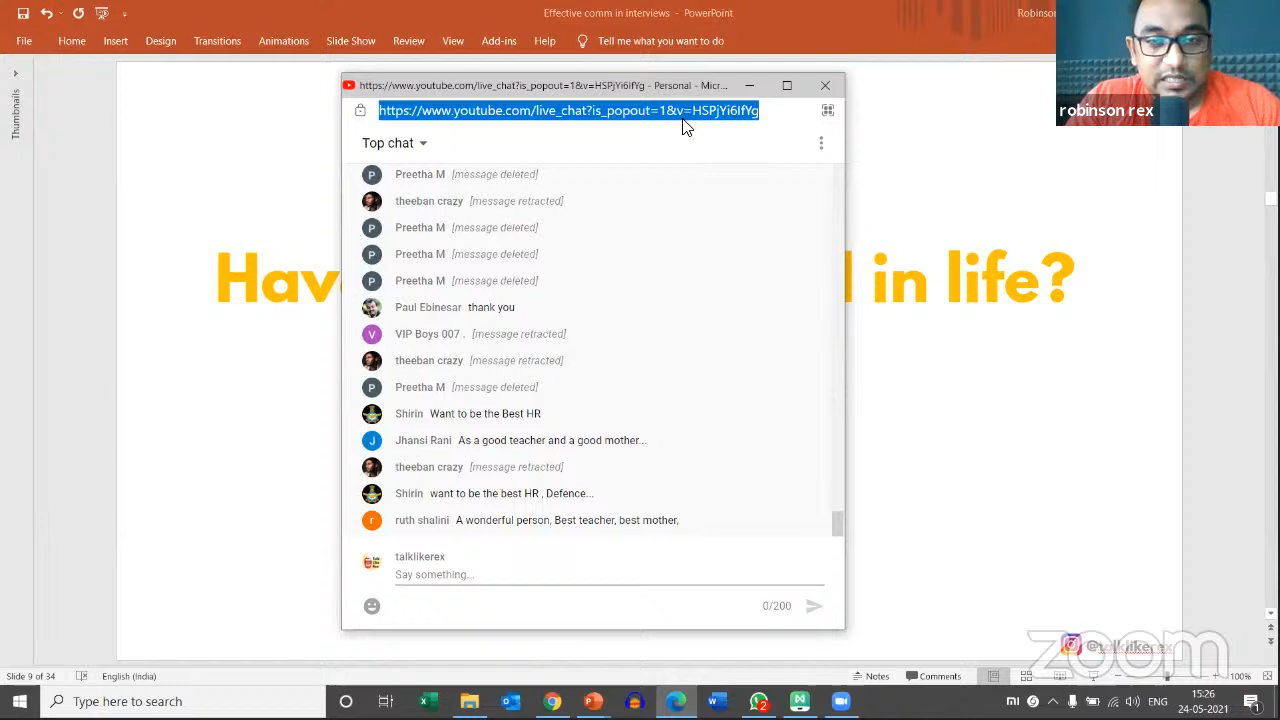 Effective comm in interviews - PowerPoint
Robinson
File Home Insert Design Transitions Animations Slide Show Review View Add-ins Help Tell me what you want to do
robinson rex
Thumbnails
https://www.youtube.com/live_chat?is_popout=1&v=HSPjYi6IfYg - Personal - Micr...
https://www.youtube.com/live_chat?is_popout=1&v=HSPjYi6IfYg
Top chat
P Preetha M [message deleted]
theeban crazy [message retracted]
P Preetha M [message deleted]
P Preetha M [message deleted]
P Preetha M [message deleted]
Paul Ebinesar thank you
V VIP Boys 007 . [message retracted]
theeban crazy [message retracted]
P Preetha M [message deleted]
Shirin Want to be the Best HR
J Jhansi Rani As a good teacher and a good mother...
theeban crazy [message retracted]
Shirin want to be the best HR , Defence...
r ruth shalini A wonderful person, Best teacher, best mother,
talklikerex
Say something...
0/200
Hav d in life?
@talklikerex
zoom
Slide 9 of 34 English (India) Notes Comments 100%
Type here to search
2
15:26
24-05-2021
1